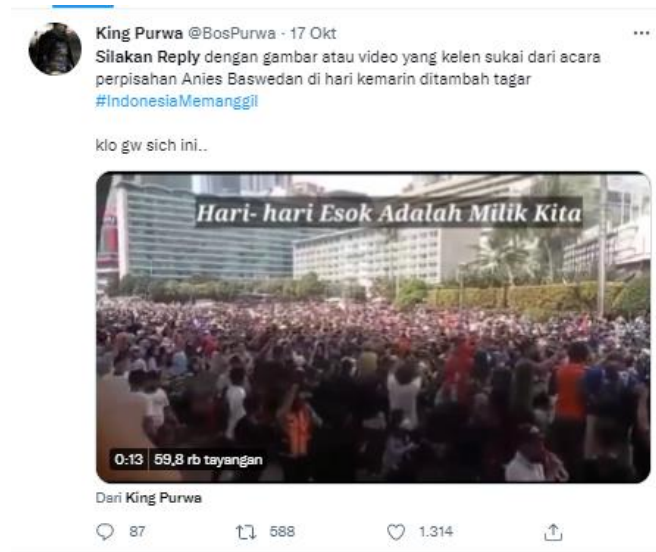 King Purwa @BosPurwa · 17 Okt
Silakan Reply dengan gambar atau video yang kelen sukai dari acara
perpisahan Anies Baswedan di hari kemarin ditambah tagar
#IndonesiaMemanggil
klo gw sich ini..
Hari- hari Esok Adalah Milik Kita
0:13 59,8 rb tayangan
Dari King Purwa
87 588 1.314